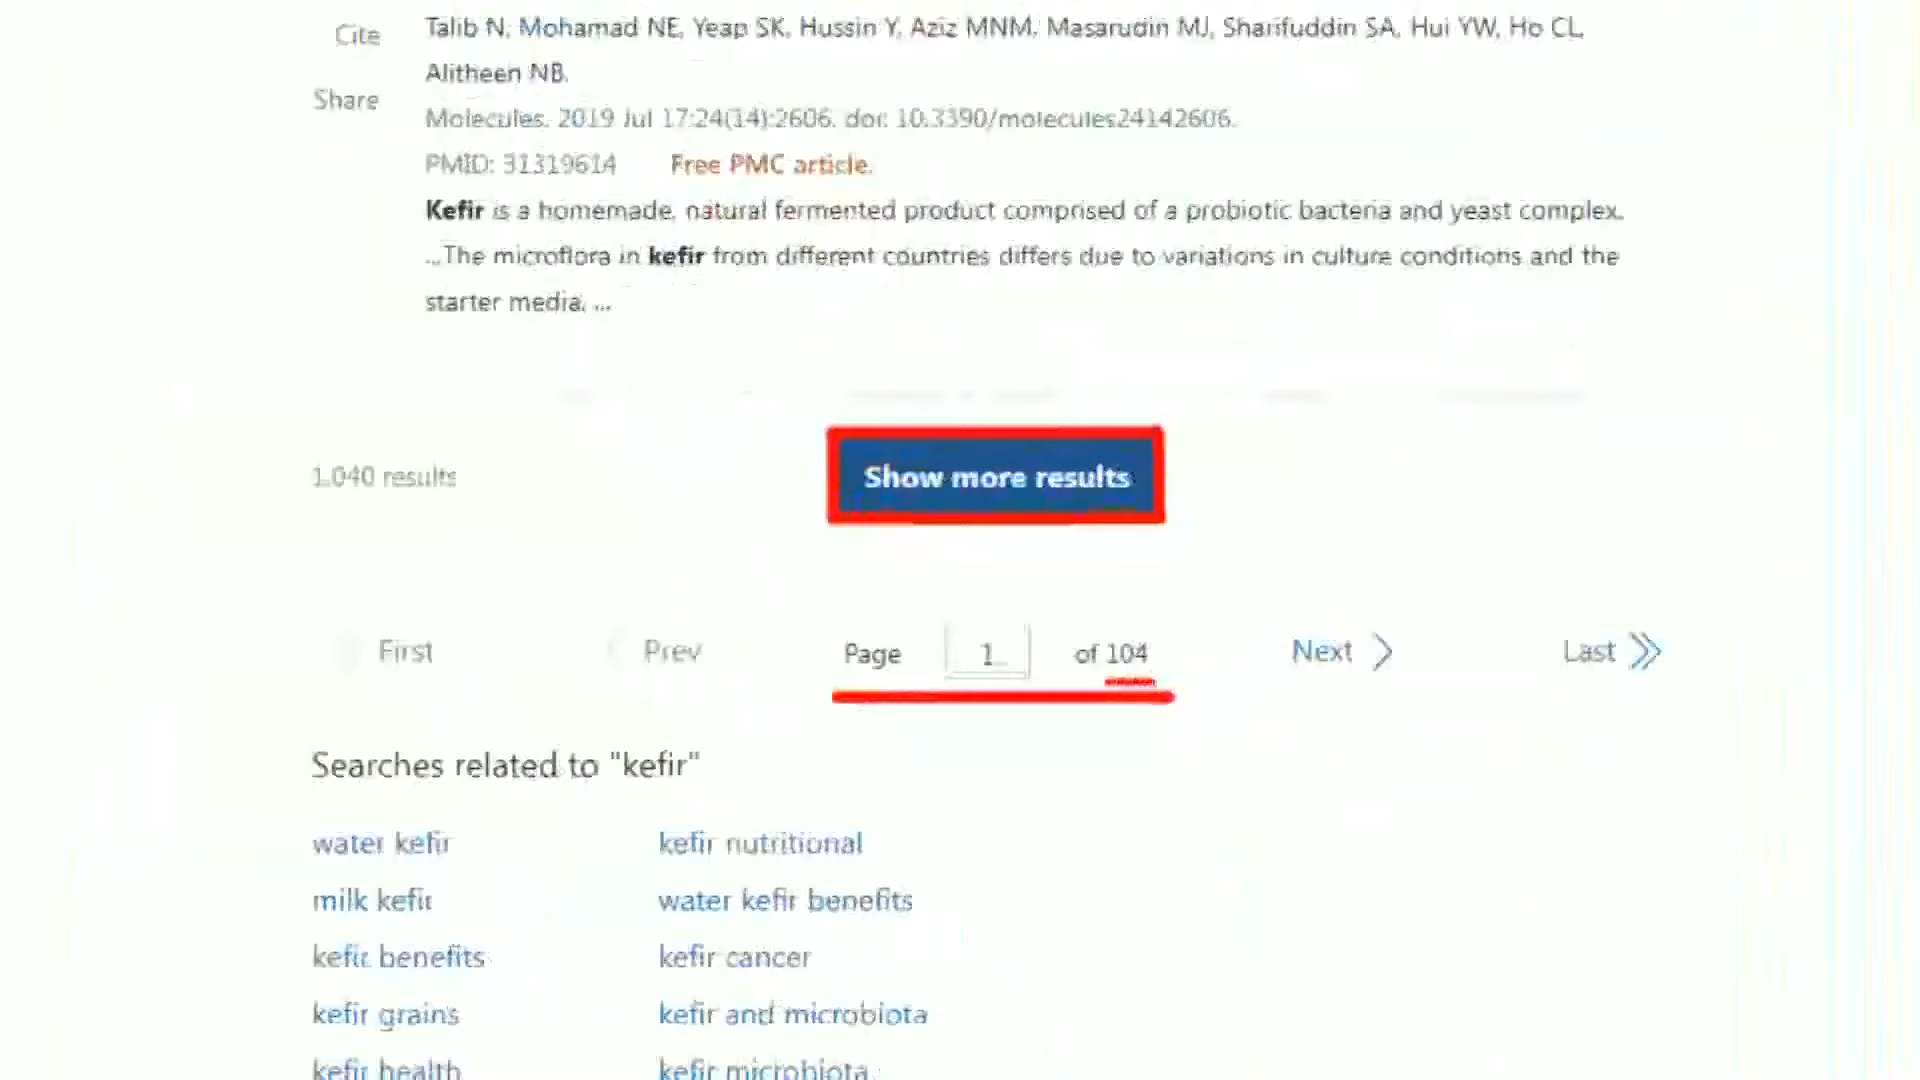 Cite
Talib N, Mohamad NE, Yeap SK, Hussin Y, Aziz MNM, Masarudin MJ, Sharifuddin SA, Hui YW, Ho CL,
Alitheen NB.
Share
Molecules. 2019 Jul 17;24(14):2606. doi: 10.3390/molecules24142606.
PMID: 31319614 Free PMC article.
Kefir is a homemade, natural fermented product comprised of a probiotic bacteria and yeast complex.
...The microflora in kefir from different countries differs due to variations in culture conditions and the
starter media. ...
1,040 results
Show more results
First
Prev
Page 1 of 104
Next
Last
Searches related to "kefir"
water kefir
kefir nutritional
milk kefir
water kefir benefits
kefir benefits
kefir cancer
kefir grains
kefir and microbiota
kefir health
kefir microbiota